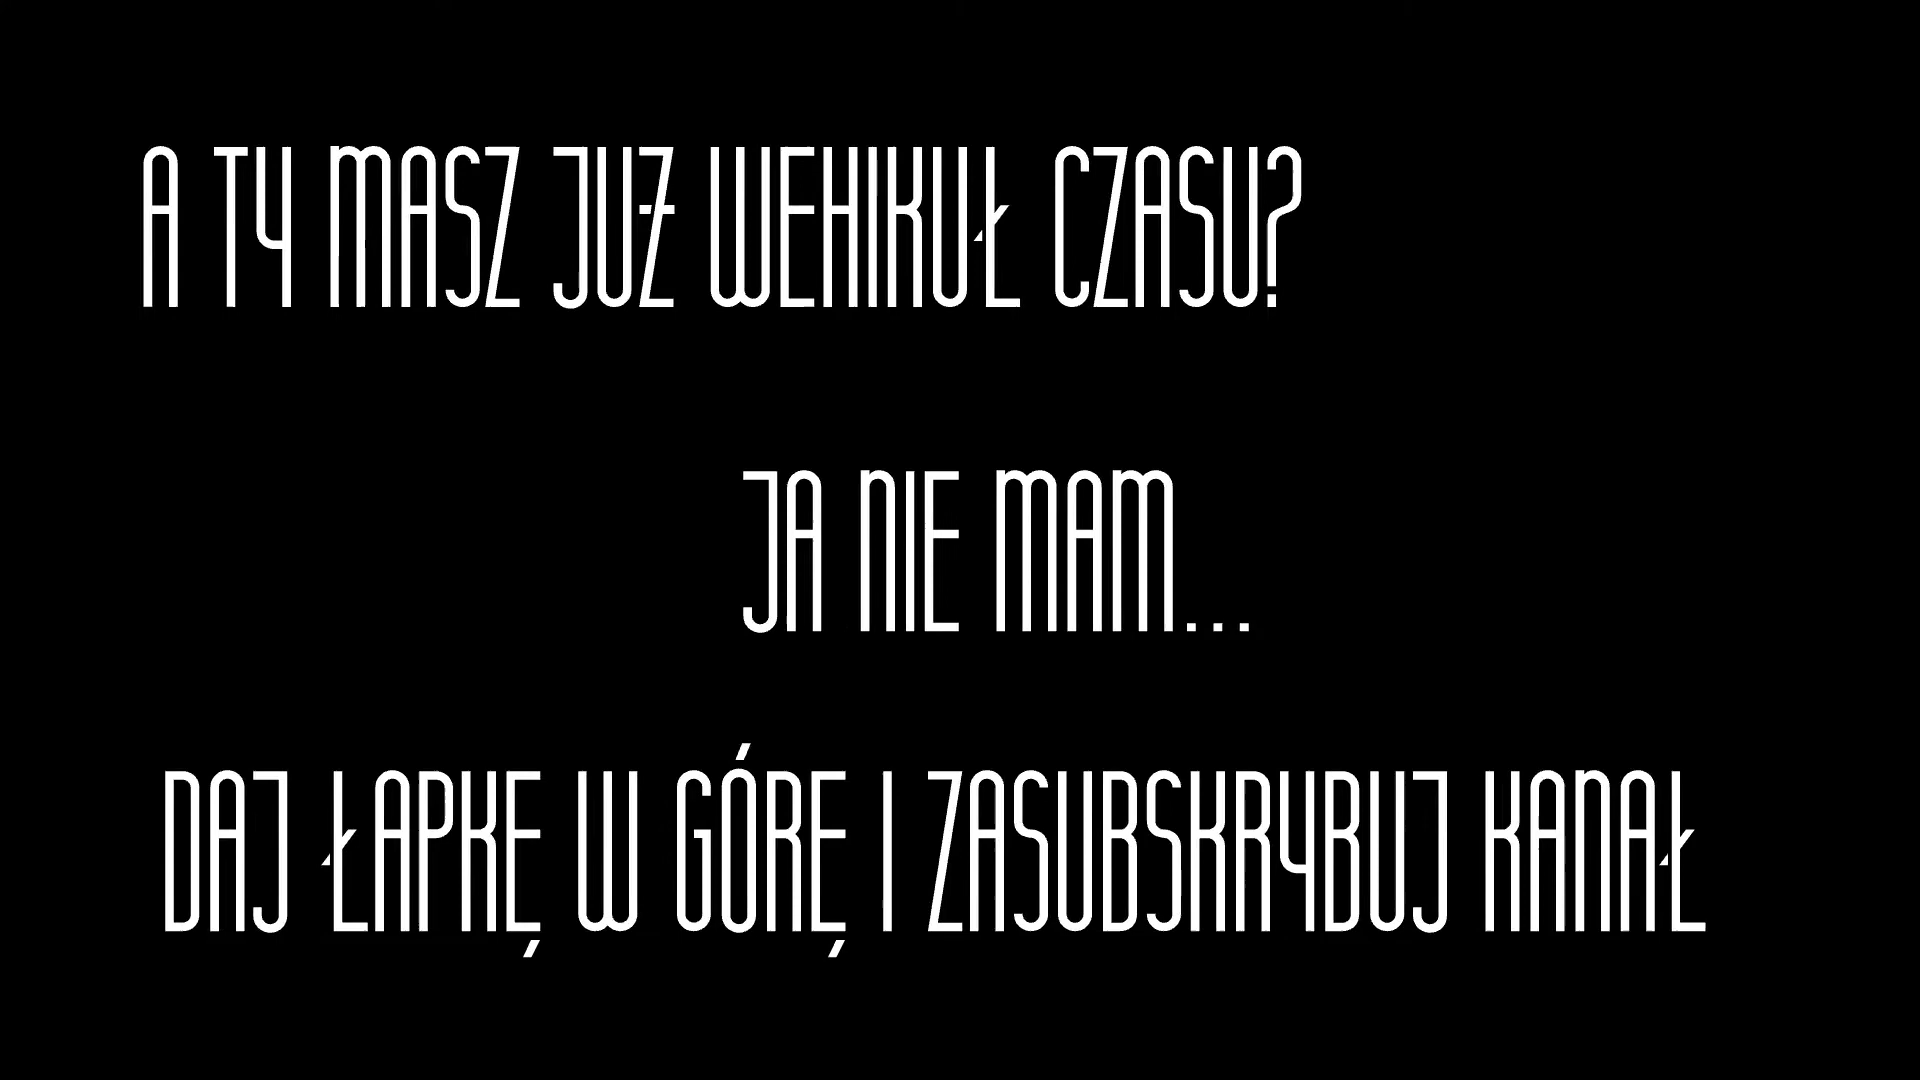 A TY MASZ JUŻ WEHIKUŁ CZASU?
JA NIE MAM...
DAJ ŁAPKĘ W GÓRĘ I ZASUBSKRYBUJ KANAŁ